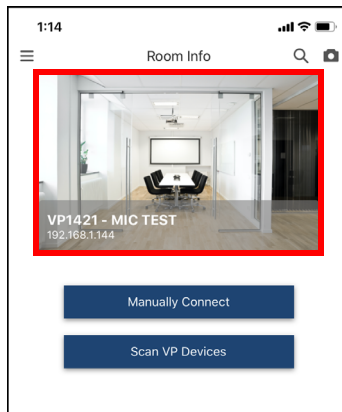 1:14
Room Info
VP1421 - MIC TEST
192.168.1.144
Manually Connect
Scan VP Devices